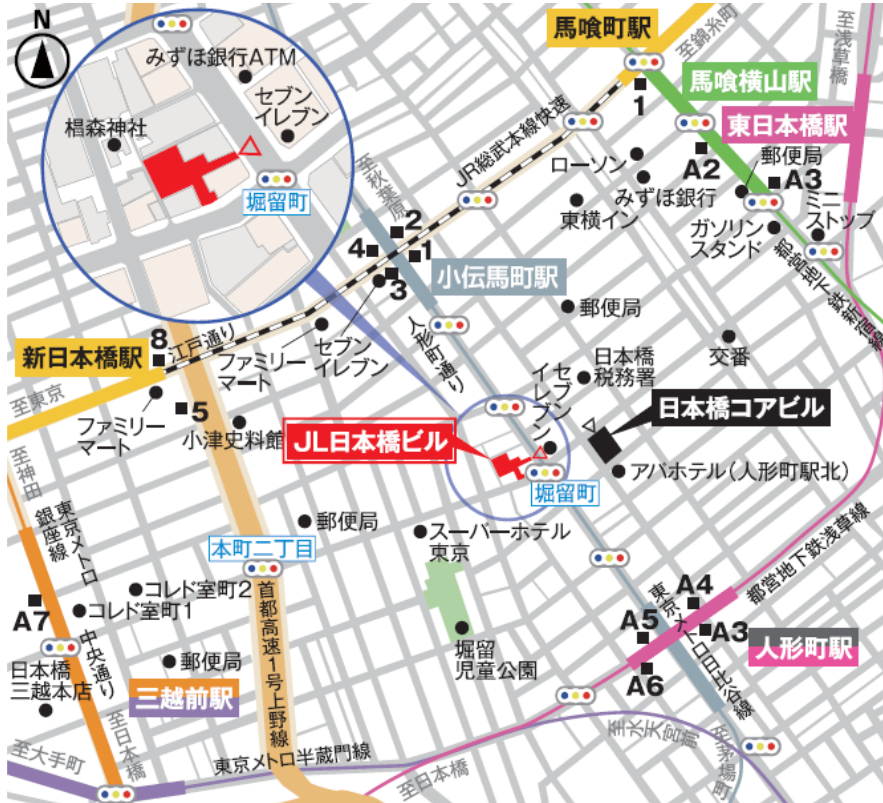 N
みずほ銀行ATM
セブン
イレブン
椙森神社
堀留町
馬喰町駅
至錦糸町
至浅草橋
馬喰横山駅
東日本橋駅
1
A2
郵便局
A3
ミニ
ストップ
ローソン
みずほ銀行
東横イン
ガソリン
スタンド
都営地下鉄新宿線
JR総武本線快速
至秋葉原
2
4
1
3
小伝馬町駅
人形町通り
郵便局
江戸通り
8
新日本橋駅
ファミリー
マート
セブン
イレブン
至東京
ファミリー
マート
5
小津史料館
JL日本橋ビル
セブン
イレブン
日本橋
税務署
交番
日本橋コアビル
アパホテル(人形町駅北)
堀留町
至神田
東京メトロ
銀座線
郵便局
本町二丁目
スーパーホテル
東京
都営地下鉄浅草線
コレド室町2
コレド室町1
A7
首都高速1号上野線
中央通り
日本橋
三越本店
郵便局
三越前駅
堀留
児童公園
A4
A5
A3
A6
人形町駅
東京メトロ日比谷線
至大手町
至日本橋
東京メトロ半蔵門線
至日本橋
至水天宮前
至茅場町